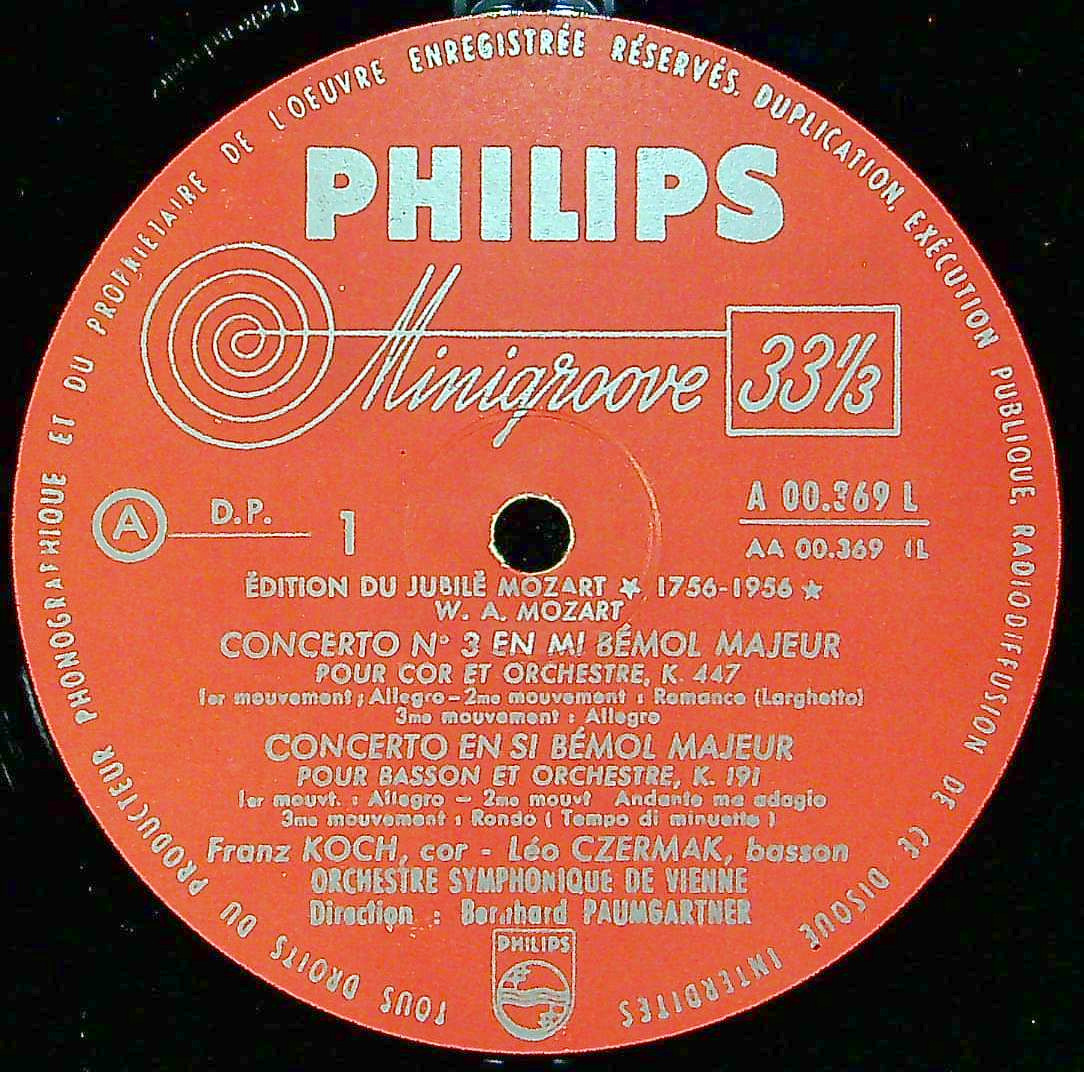 TOUS DROITS DU PRODUCTEUR PHONOGRAPHIQUE ET DU PROPRIETAIRE DE L'OEUVRE ENREGISTRÉE RÉSERVÉS. DUPLICATION, EXÉCUTION PUBLIQUE, RADIODIFFUSION DE CE DISQUE INTERDITES
PHILIPS
Minigroove 33 1/3
A D.P. 1
A 00.369 L
AA 00.369 1L
ÉDITION DU JUBILÉ MOZART ★ 1756-1956 ★
W. A. MOZART
CONCERTO N° 3 EN MI BÉMOL MAJEUR
POUR COR ET ORCHESTRE, K. 447
1er mouvement ; Allegro - 2me mouvement : Romance (Larghetto)
3me mouvement : Allegro
CONCERTO EN SI BÉMOL MAJEUR
POUR BASSON ET ORCHESTRE, K. 191
1er mouvt. : Allegro - 2me mouvt Andante ma adagio
3me mouvement : Rondo ( Tempo di minuetto )
Franz KOCH, cor - Léo CZERMAK, basson
ORCHESTRE SYMPHONIQUE DE VIENNE
Direction : Bernhard PAUMGARTNER
PHILIPS